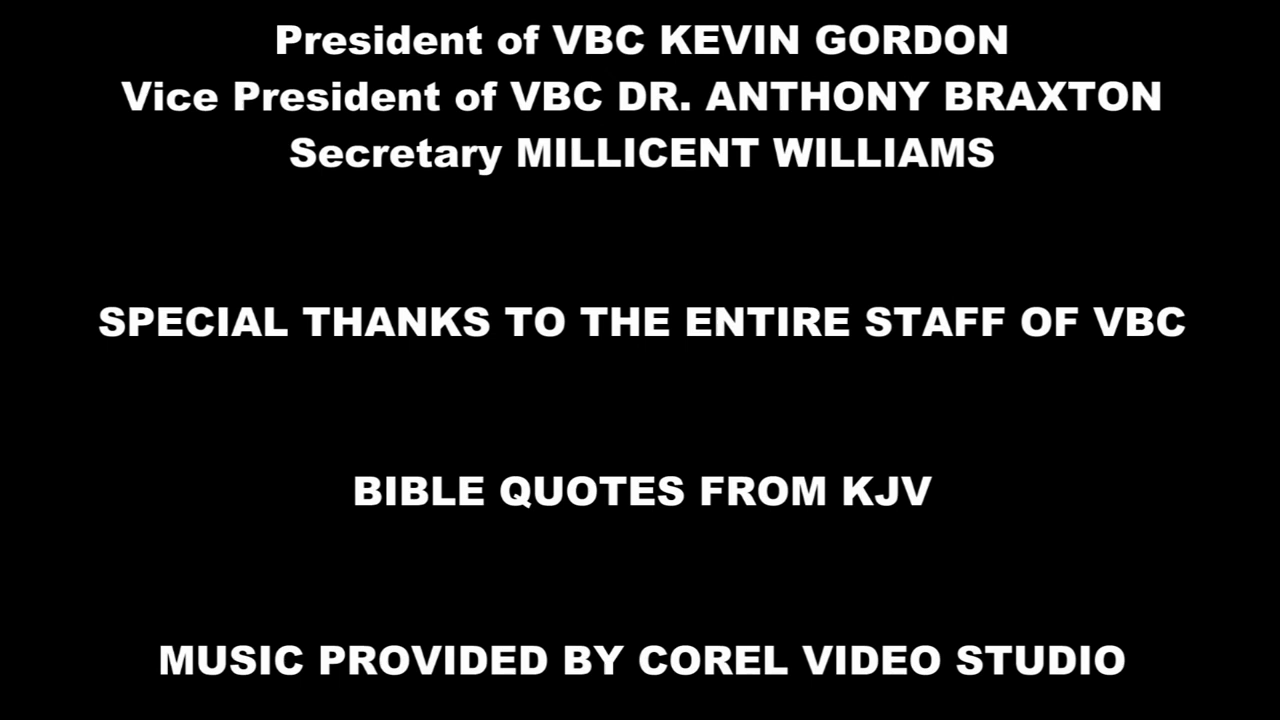 President of VBC KEVIN GORDON
Vice President of VBC DR. ANTHONY BRAXTON
Secretary MILLICENT WILLIAMS
SPECIAL THANKS TO THE ENTIRE STAFF OF VBC
BIBLE QUOTES FROM KJV
MUSIC PROVIDED BY COREL VIDEO STUDIO